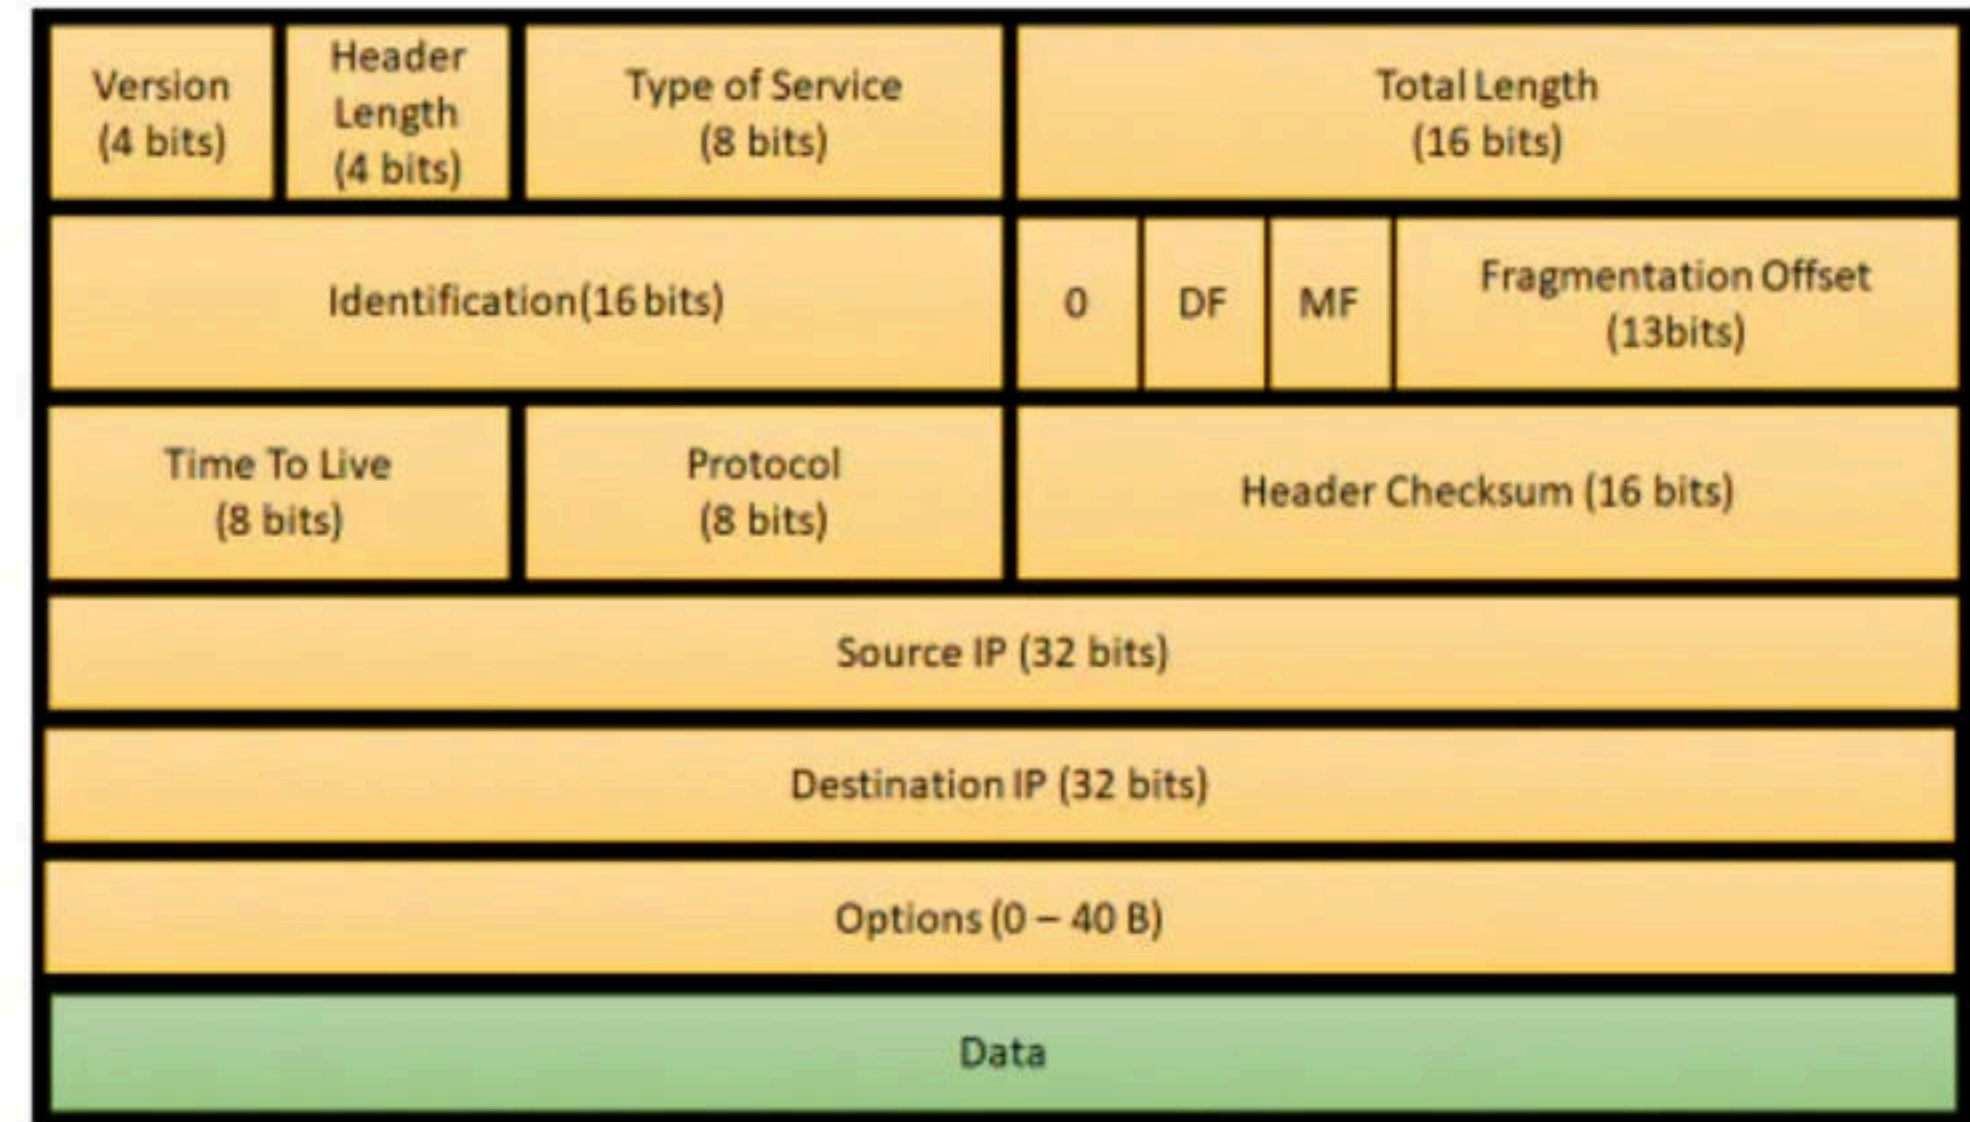 Version
(4 bits)
Header
Length
(4 bits)
Type of Service
(8 bits)
Total Length
(16 bits)
Identification(16 bits)
0
DF
MF
Fragmentation Offset
(13bits)
Time To Live
(8 bits)
Protocol
(8 bits)
Header Checksum (16 bits)
Source IP (32 bits)
Destination IP (32 bits)
Options (0 – 40 B)
Data